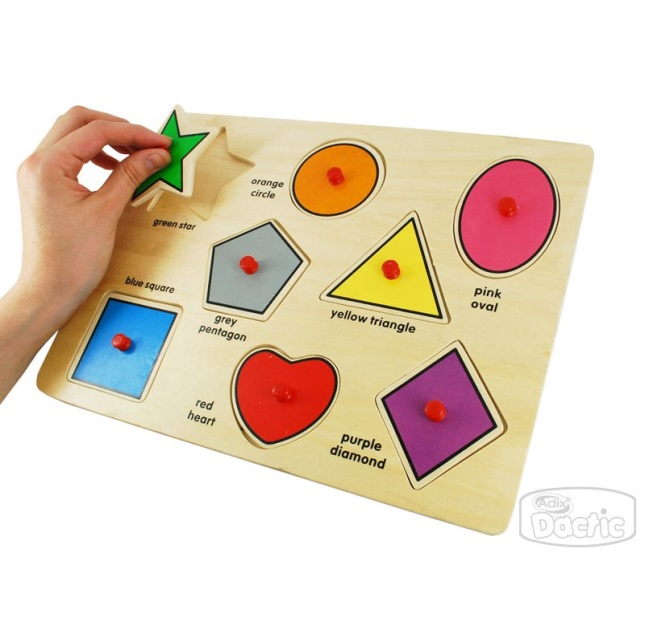 orange
circle
green star
pink
oval
blue square
grey
pentagon
yellow triangle
red
heart
purple
diamond
Adix
Dactic